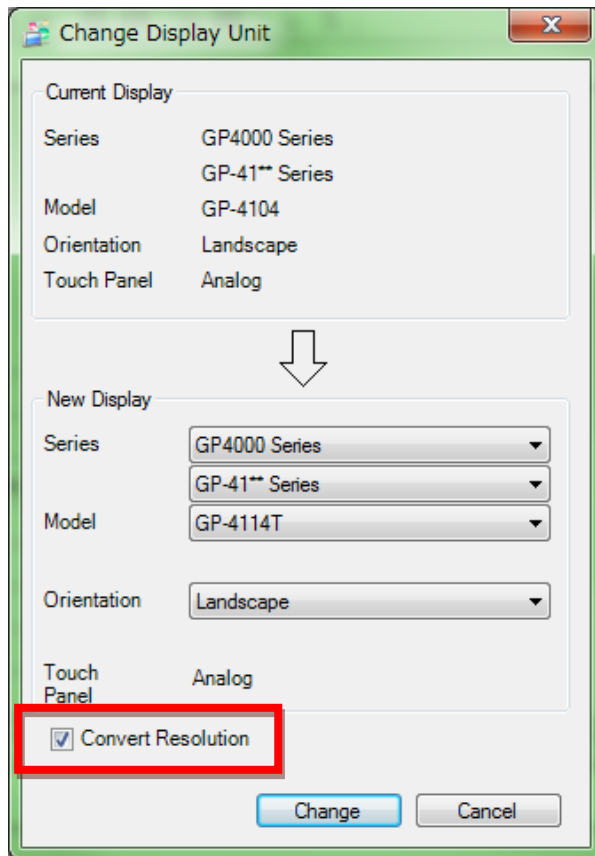 Change Display Unit
Current Display
Series GP4000 Series
GP-41** Series
Model GP-4104
Orientation Landscape
Touch Panel Analog
New Display
Series GP4000 Series
GP-41** Series
Model GP-4114T
Orientation Landscape
Touch
Panel Analog
Convert Resolution
Change Cancel